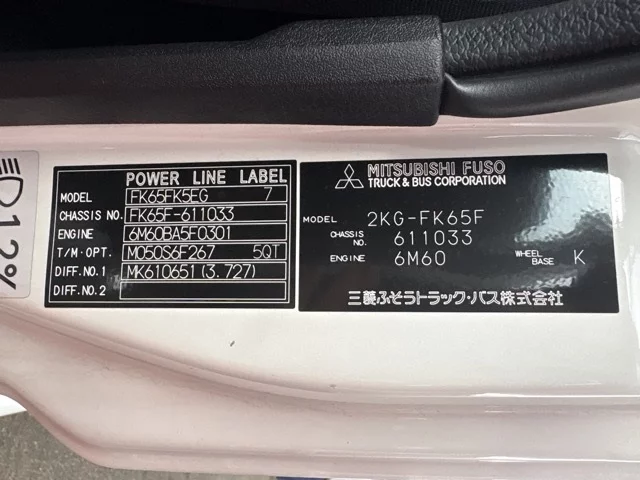 1.2%
POWER LINE LABEL
MODEL FK65FK5EG 7
CHASSIS NO. FK65F-611033
ENGINE 6M60BA5F0301
T/M·OPT. M050S6F267 5QT
DIFF.NO.1 MK610651(3.727)
DIFF.NO.2
MITSUBISHI FUSO
TRUCK & BUS CORPORATION
MODEL 2KG-FK65F
CHASSIS NO. 611033
ENGINE 6M60 WHEEL BASE K
三菱ふそうトラック・バス株式会社